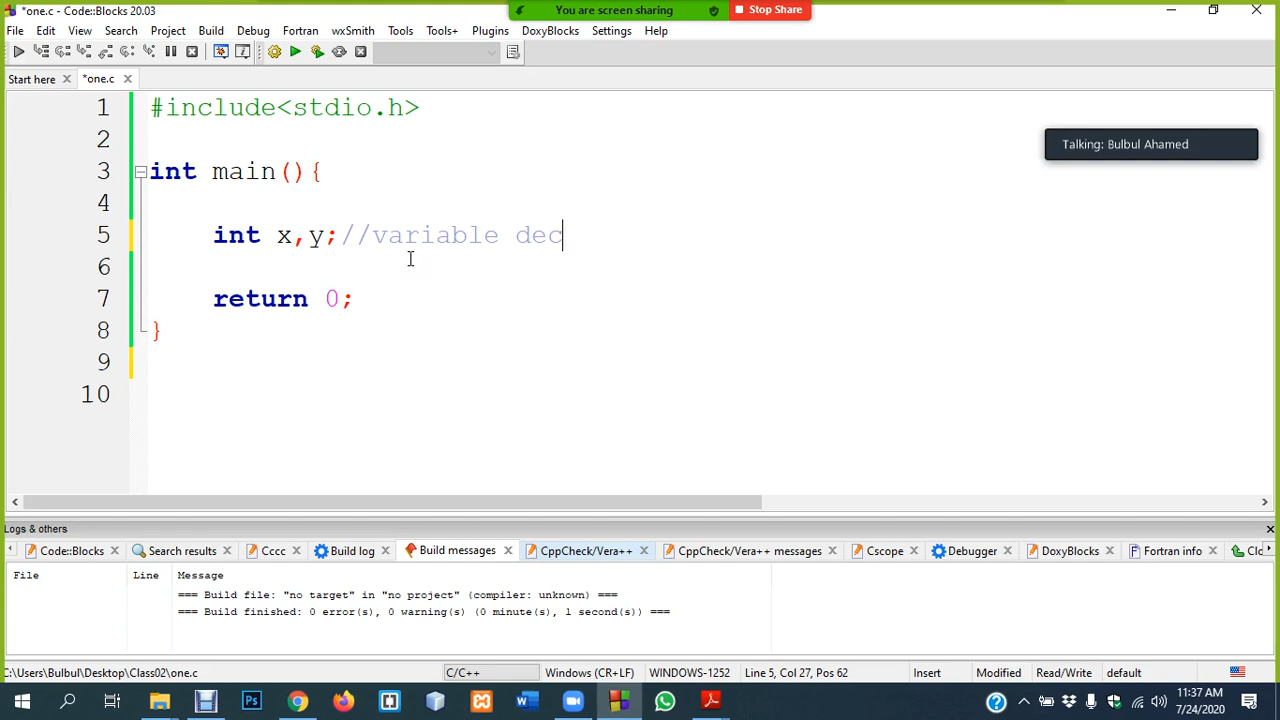 *one.c - Code::Blocks 20.03
You are screen sharing
Stop Share
File Edit View Search Project Build Debug Fortran wxSmith Tools Tools+ Plugins DoxyBlocks Settings Help
Start here *one.c
1 #include<stdio.h>
2
3 int main(){
Talking: Bulbul Ahamed
4
5 int x,y;//variable dec
6
7 return 0;
8 }
9
10
Logs & others
Code::Blocks Search results Cccc Build log Build messages CppCheck/Vera++ CppCheck/Vera++ messages Cscope Debugger DoxyBlocks Fortran info Clo
File Line Message
=== Build file: "no target" in "no project" (compiler: unknown) ===
=== Build finished: 0 error(s), 0 warning(s) (0 minute(s), 1 second(s)) ===
C:\Users\Bulbul\Desktop\Class02\one.c C/C++ Windows (CR+LF) WINDOWS-1252 Line 5, Col 27, Pos 62 Insert Modified Read/Write default
Ps
11:37 AM
7/24/2020